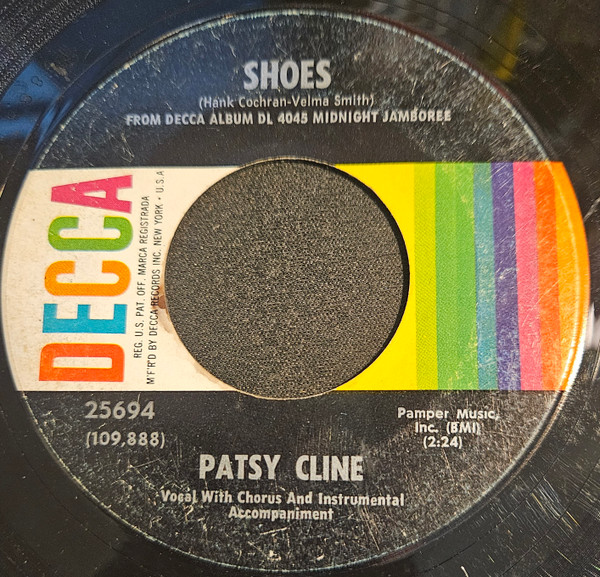 SHOES
(Hank Cochran-Velma Smith)
FROM DECCA ALBUM DL 4045 MIDNIGHT JAMBOREE
DECCA
REG. U.S. PAT. OFF. MARCA REGISTRADA
M'F'R'D BY DECCA RECORDS INC. NEW YORK • U.S.A
25694
(109,888)
Pamper Music,
Inc. (BMI)
(2:24)
PATSY CLINE
Vocal With Chorus And Instrumental
Accompaniment